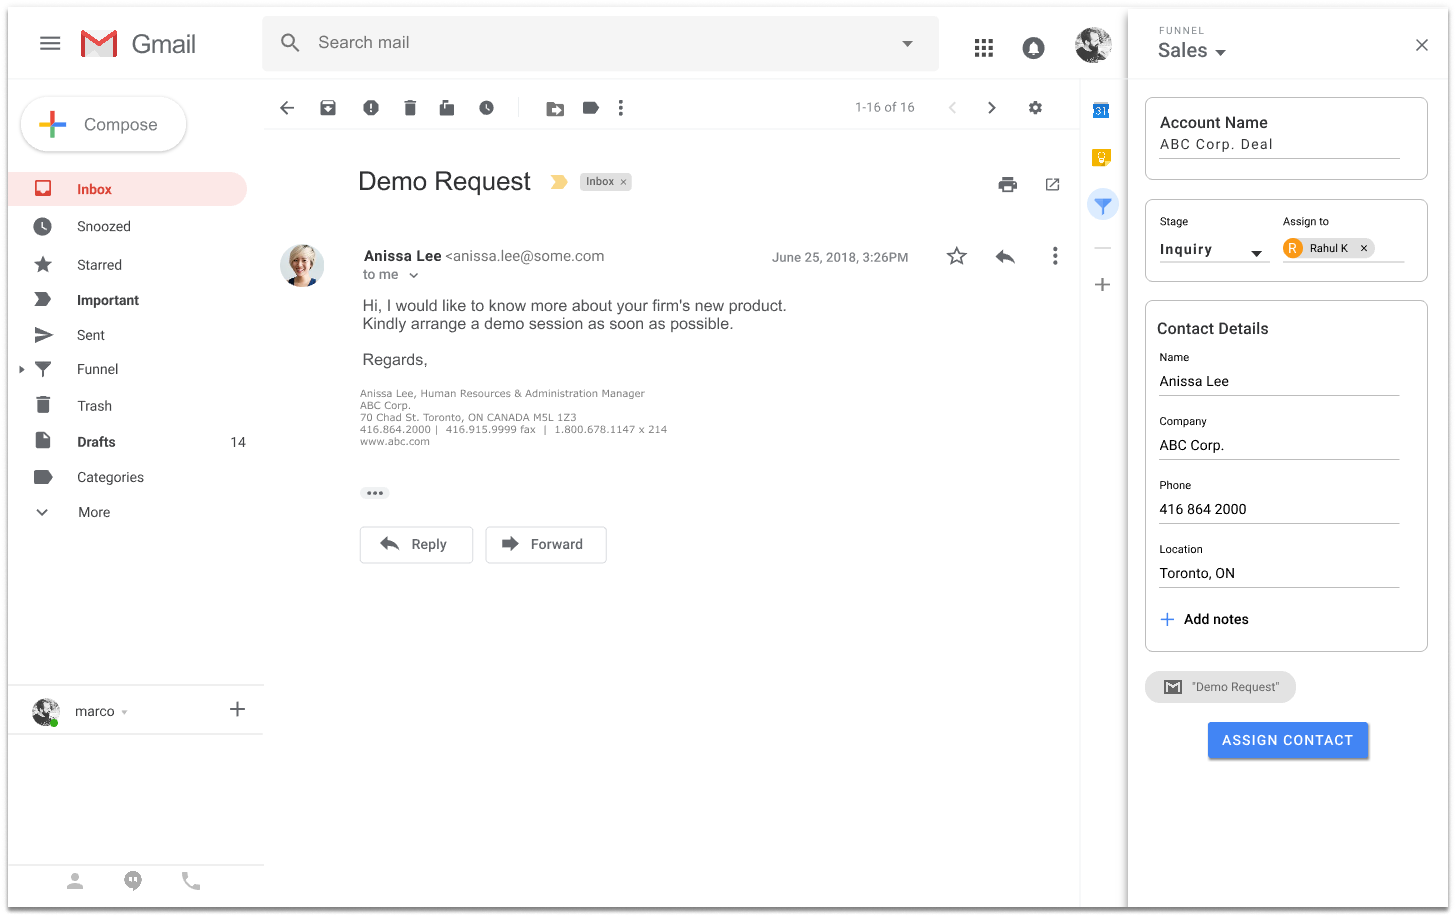 Gmail
Search mail
FUNNEL
Sales
Compose
1-16 of 16
31
Inbox
Snoozed
Starred
Important
Sent
Funnel
Trash
Drafts 14
Categories
More
marco
Demo Request Inbox ×
Anissa Lee <anissa.lee@some.com> June 25, 2018, 3:26PM
to me
Hi, I would like to know more about your firm's new product.
Kindly arrange a demo session as soon as possible.
Regards,
Anissa Lee, Human Resources & Administration Manager
ABC Corp.
70 Chad St. Toronto, ON CANADA M5L 1Z3
416.864.2000 | 416.915.9999 fax | 1.800.678.1147 x 214
www.abc.com
Reply Forward
Account Name
ABC Corp. Deal
Stage Assign to
Inquiry R Rahul K ×
Contact Details
Name
Anissa Lee
Company
ABC Corp.
Phone
416 864 2000
Location
Toronto, ON
+ Add notes
"Demo Request"
ASSIGN CONTACT